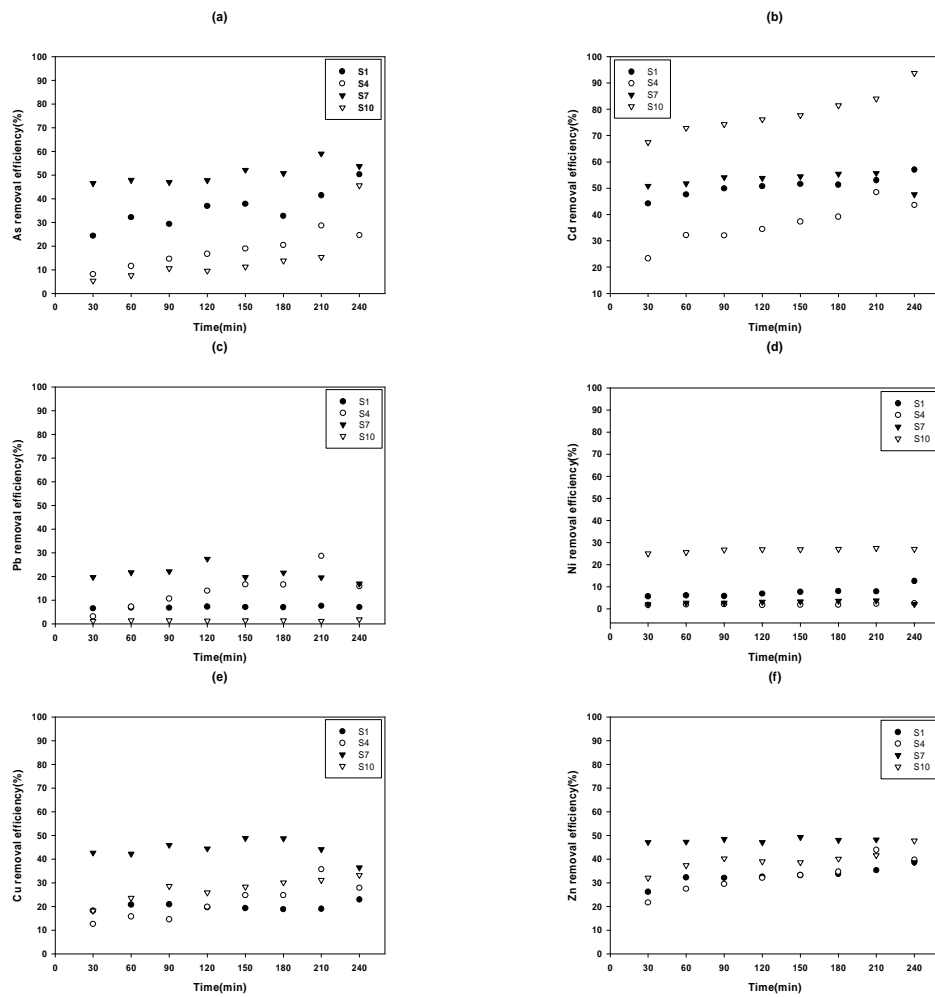 (a)
As removal efficiency(%)
100
90
80
70
60
50
40
30
20
10
0
S1
S4
S7
S10
0 30 60 90 120 150 180 210 240
Time(min)
(b)
Cd removal efficiency(%)
100
90
80
70
60
50
40
30
20
10
S1
S4
S7
S10
0 30 60 90 120 150 180 210 240
Time(min)
(c)
Pb removal efficiency(%)
100
90
80
70
60
50
40
30
20
10
0
S1
S4
S7
S10
0 30 60 90 120 150 180 210 240
Time(min)
(d)
Ni removal efficiency(%)
100
90
80
70
60
50
40
30
20
10
0
S1
S4
S7
S10
0 30 60 90 120 150 180 210 240
Time(min)
(e)
Cu removal efficiency(%)
100
90
80
70
60
50
40
30
20
10
0
S1
S4
S7
S10
0 30 60 90 120 150 180 210 240
Time(min)
(f)
Zn removal efficiency(%)
100
90
80
70
60
50
40
30
20
10
0
S1
S4
S7
S10
0 30 60 90 120 150 180 210 240
Time(min)